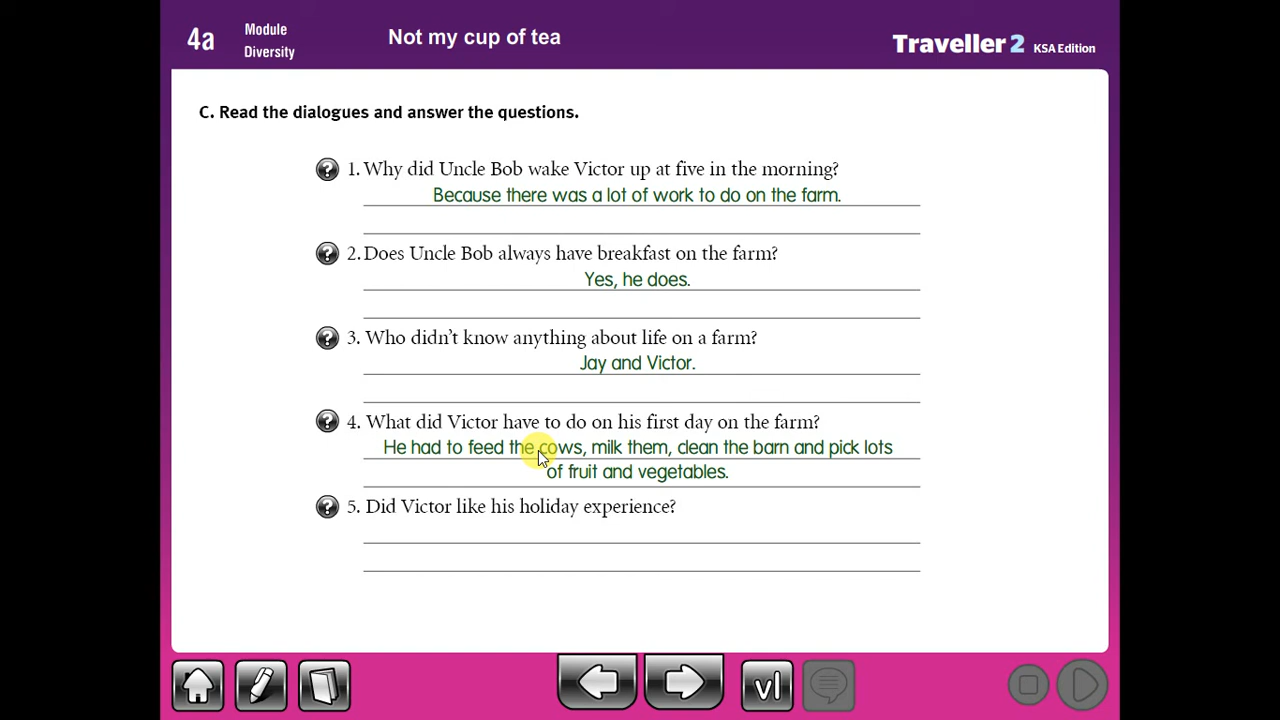 4a
Module
Diversity
Not my cup of tea
Traveller 2 KSA Edition
C. Read the dialogues and answer the questions.
1. Why did Uncle Bob wake Victor up at five in the morning?
Because there was a lot of work to do on the farm.
2. Does Uncle Bob always have breakfast on the farm?
Yes, he does.
3. Who didn't know anything about life on a farm?
Jay and Victor.
4. What did Victor have to do on his first day on the farm?
He had to feed the cows, milk them, clean the barn and pick lots
of fruit and vegetables.
5. Did Victor like his holiday experience?
vl